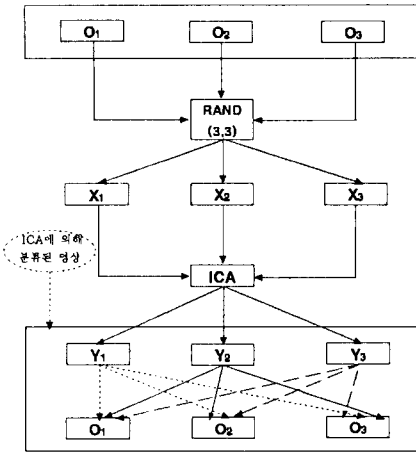 O1 O2 O3
RAND
(3,3)
X1 X2 X3
ICA에 의해
분류된 영상
ICA
Y1 Y2 Y3
O1 O2 O3